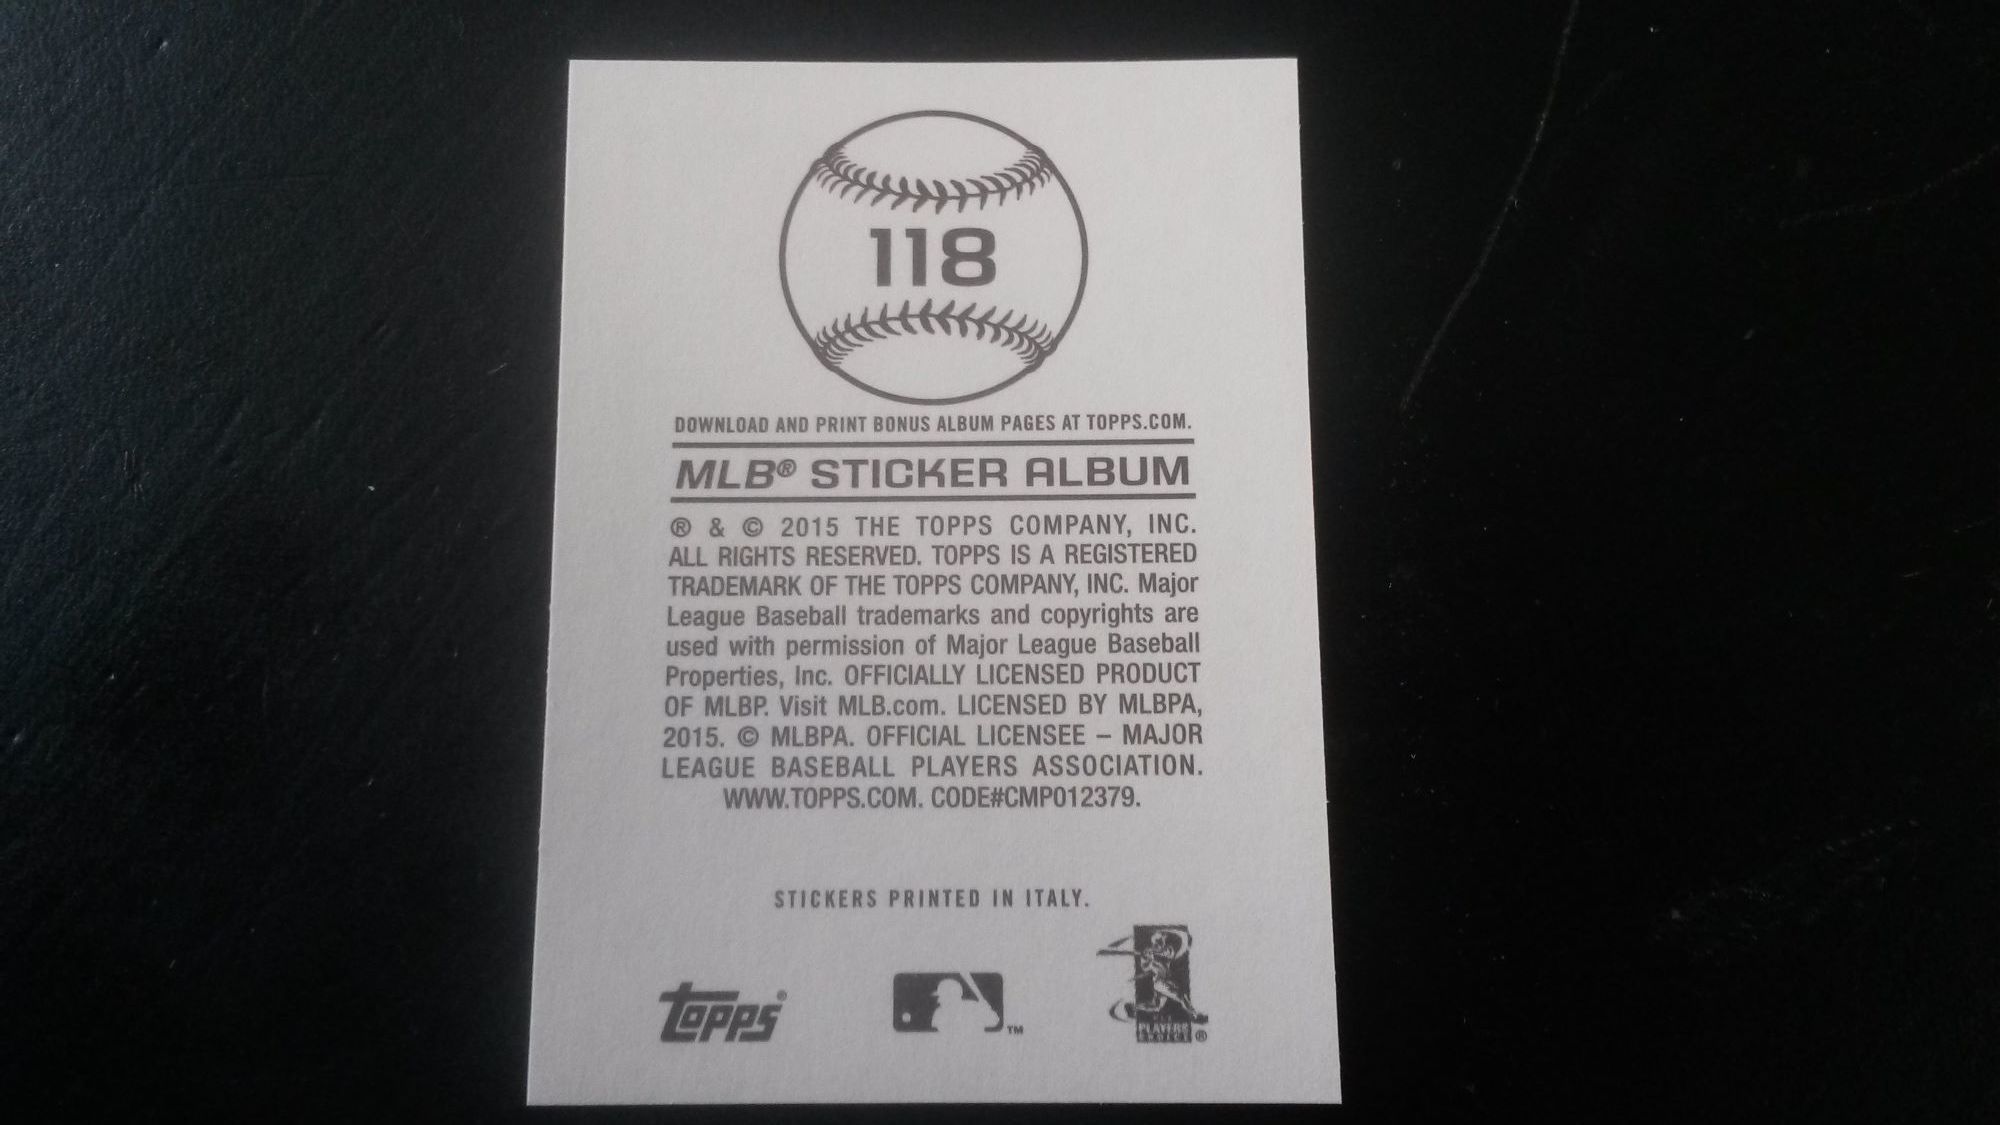 118
DOWNLOAD AND PRINT BONUS ALBUM PAGES AT TOPPS.COM.
MLB® STICKER ALBUM
® & © 2015 THE TOPPS COMPANY, INC.
ALL RIGHTS RESERVED. TOPPS IS A REGISTERED
TRADEMARK OF THE TOPPS COMPANY, INC. Major
League Baseball trademarks and copyrights are
used with permission of Major League Baseball
Properties, Inc. OFFICIALLY LICENSED PRODUCT
OF MLBP. Visit MLB.com. LICENSED BY MLBPA,
2015. © MLBPA. OFFICIAL LICENSEE – MAJOR
LEAGUE BASEBALL PLAYERS ASSOCIATION.
WWW.TOPPS.COM. CODE#CMP012379.
STICKERS PRINTED IN ITALY.
TOPPS®
™
PLAYERS
CHOICE ®